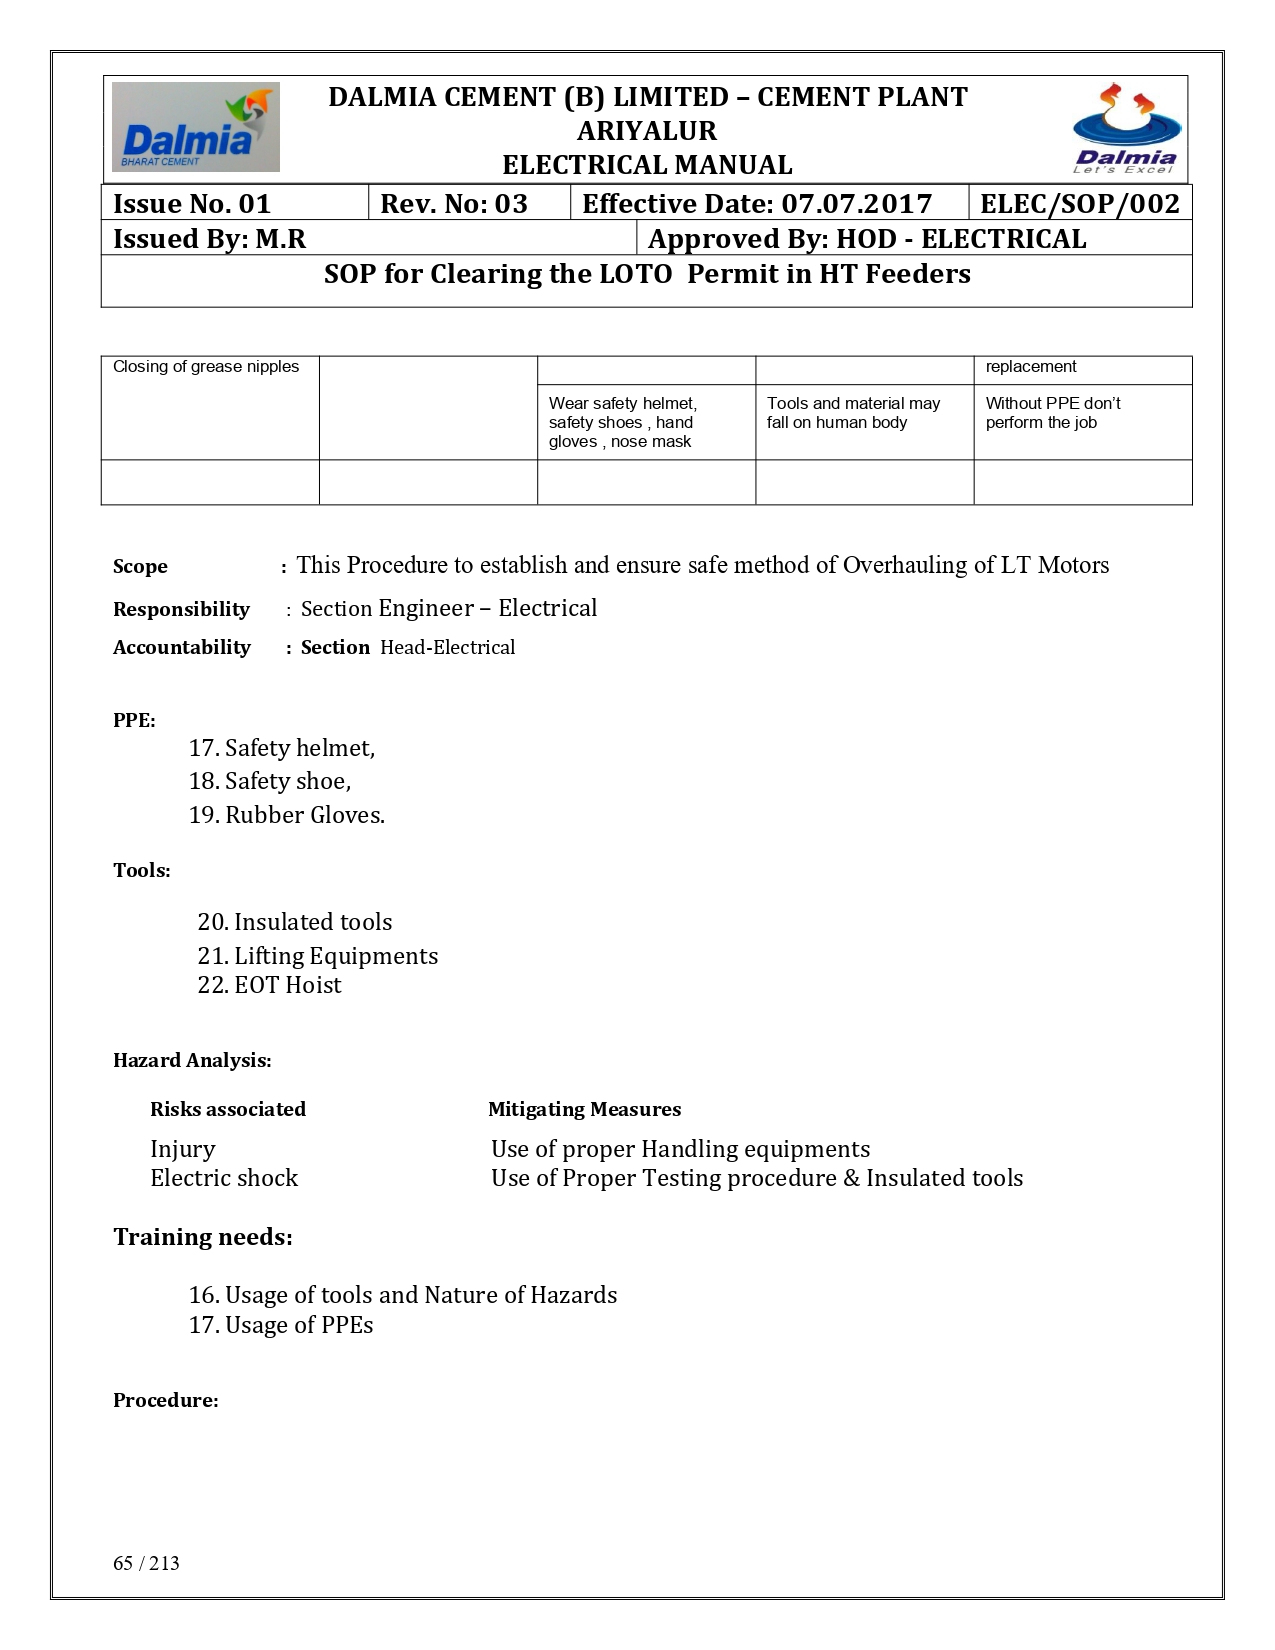 Dalmia
BHARAT CEMENT
DALMIA CEMENT (B) LIMITED – CEMENT PLANT
ARIYALUR
ELECTRICAL MANUAL
Dalmia
Let's Excel
Issue No. 01 Rev. No: 03 Effective Date: 07.07.2017 ELEC/SOP/002
Issued By: M.R Approved By: HOD - ELECTRICAL
SOP for Clearing the LOTO Permit in HT Feeders
Closing of grease nipples replacement
Wear safety helmet, Tools and material may Without PPE don't
safety shoes , hand fall on human body perform the job
gloves , nose mask
Scope : This Procedure to establish and ensure safe method of Overhauling of LT Motors
Responsibility : Section Engineer – Electrical
Accountability : Section Head-Electrical
PPE:
17. Safety helmet,
18. Safety shoe,
19. Rubber Gloves.
Tools:
20. Insulated tools
21. Lifting Equipments
22. EOT Hoist
Hazard Analysis:
Risks associated Mitigating Measures
Injury Use of proper Handling equipments
Electric shock Use of Proper Testing procedure & Insulated tools
Training needs:
16. Usage of tools and Nature of Hazards
17. Usage of PPEs
Procedure:
65 / 213